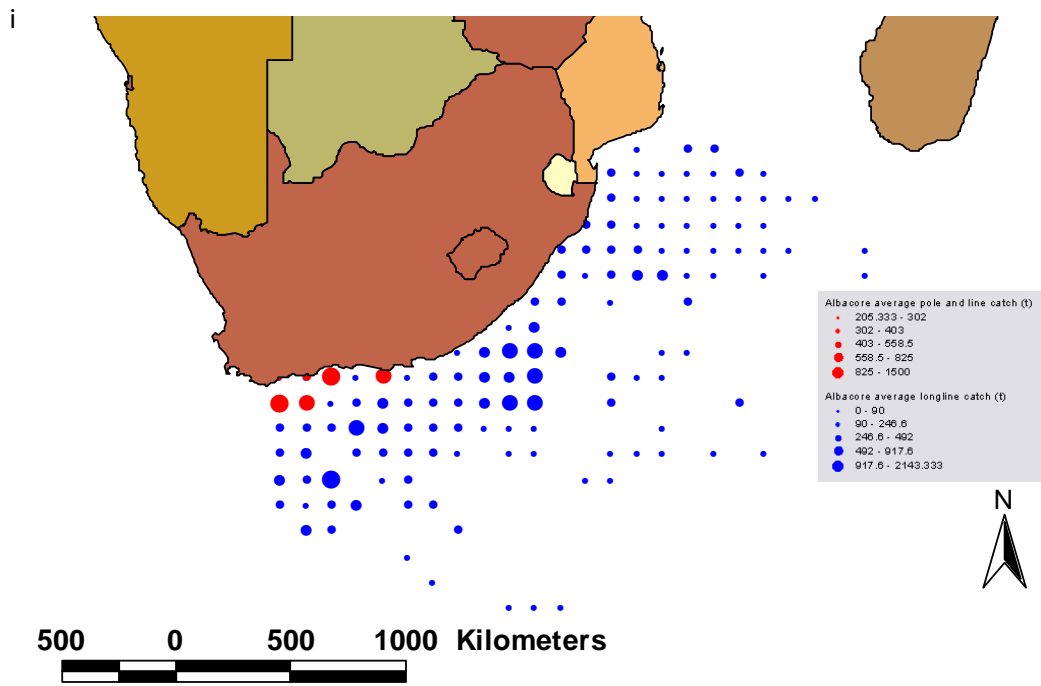 i
Albacore average pole and line catch (t)
205.333 - 302
302 - 403
403 - 558.5
558.5 - 825
825 - 1500
Albacore average longline catch (t)
0 - 90
90 - 246.6
246.6 - 492
492 - 917.6
917.6 - 2143.333
N
500 0 500 1000 Kilometers